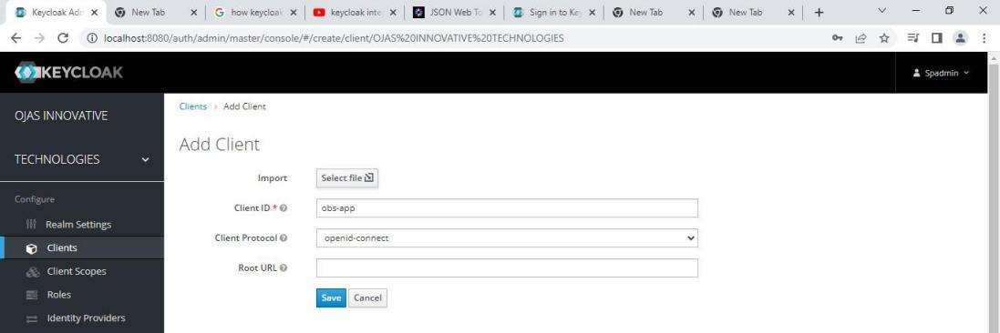 Keycloak Adm
New Tab
how keycloak
keycloak inte
JSON Web To
Sign in to Key
New Tab
New Tab
localhost:8080/auth/admin/master/console/#/create/client/OJAS%20INNOVATIVE%20TECHNOLOGIES
KEYCLOAK
Spadmin
OJAS INNOVATIVE
TECHNOLOGIES
Configure
Realm Settings
Clients
Client Scopes
Roles
Identity Providers
Clients > Add Client
Add Client
Import Select file
Client ID * obs-app
Client Protocol openid-connect
Root URL
Save Cancel